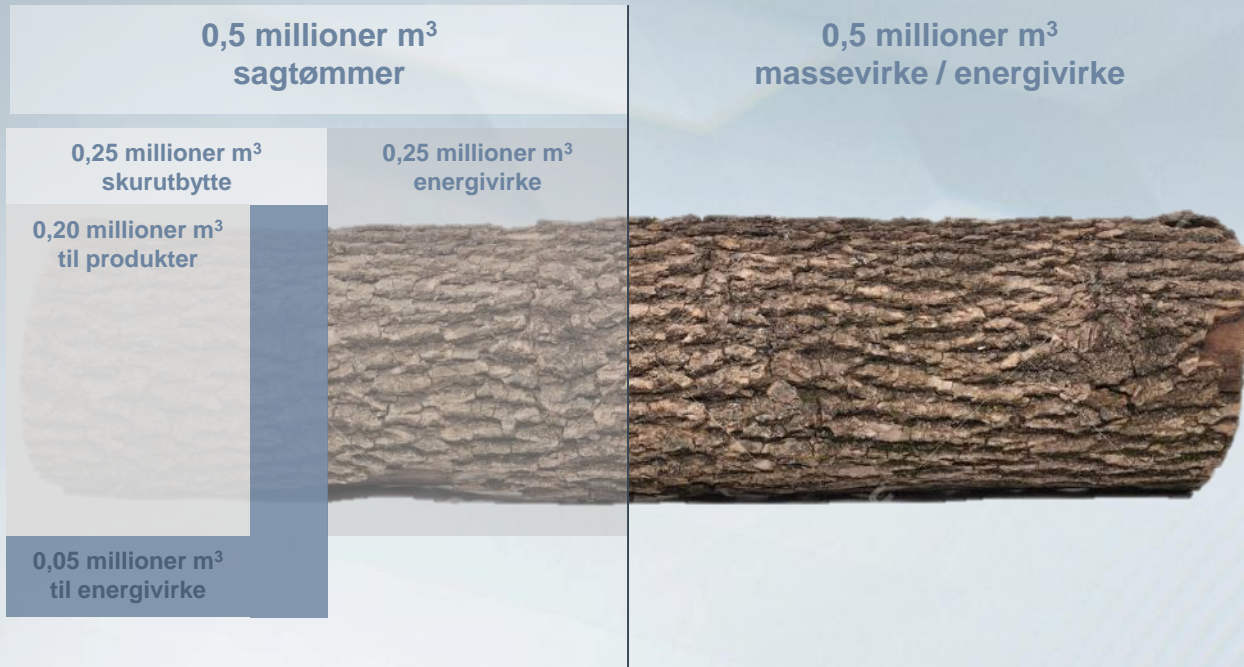 0,5 millioner m³
sagtømmer
0,5 millioner m³
massevirke / energivirke
0,25 millioner m³
skurutbytte
0,25 millioner m³
energivirke
0,20 millioner m³
til produkter
0,05 millioner m³
til energivirke